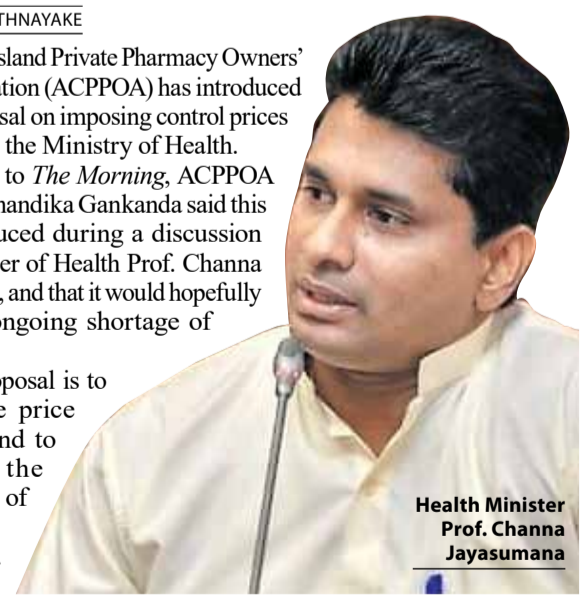 THNAYAKE
sland Private Pharmacy Owners'
tion (ACPPOA) has introduced
sal on imposing control prices
the Ministry of Health.
to The Morning, ACPPOA
handika Gankanda said this
uced during a discussion
er of Health Prof. Channa
, and that it would hopefully
ongoing shortage of
posal is to
e price
nd to
the
of
Health Minister
Prof. Channa
Jayasumana